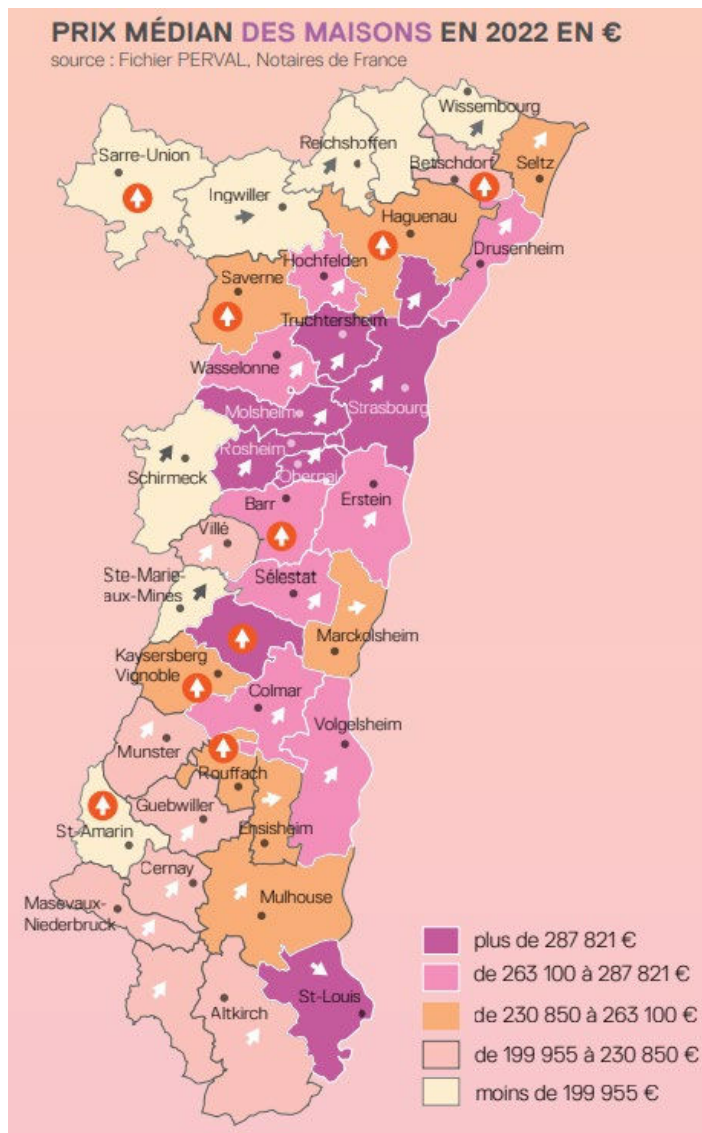 PRIX MÉDIAN DES MAISONS EN 2022 EN €
source : Fichier PERVAL, Notaires de France
Wissembourg
Reichshoffen
Sarre-Union
Betschdorf
Seltz
Ingwiller
Haguenau
Drusenheim
Hochfelden
Saverne
Truchtersheim
Wasselonne
Strasbourg
Molsheim
Rosheim
Obernai
Schirmeck
Barr
Erstein
Villé
Ste-Marie-
aux-Mines
Sélestat
Marckolsheim
Kaysersberg
Vignoble
Colmar
Volgelsheim
Munster
Rouffach
Guebwiller
St-Amarin
Ensisheim
Cernay
Masevaux-
Niederbruck
Mulhouse
St-Louis
Altkirch
plus de 287 821 €
de 263 100 à 287 821 €
de 230 850 à 263 100 €
de 199 955 à 230 850 €
moins de 199 955 €